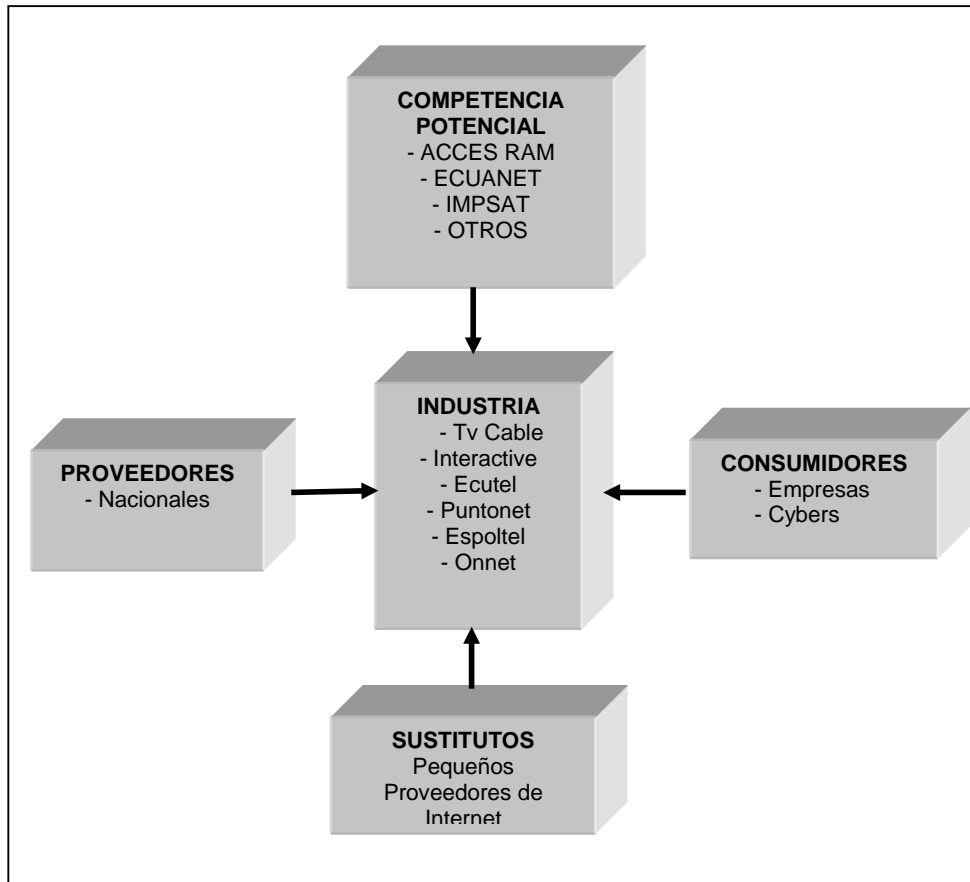 COMPETENCIA
POTENCIAL
- ACCES RAM
- ECUANET
- IMPSAT
- OTROS
INDUSTRIA
- Tv Cable
- Interactive
- Ecutel
- Puntonet
- Espoltel
- Onnet
PROVEEDORES
- Nacionales
CONSUMIDORES
- Empresas
- Cybers
SUSTITUTOS
Pequeños
Proveedores de
Internet